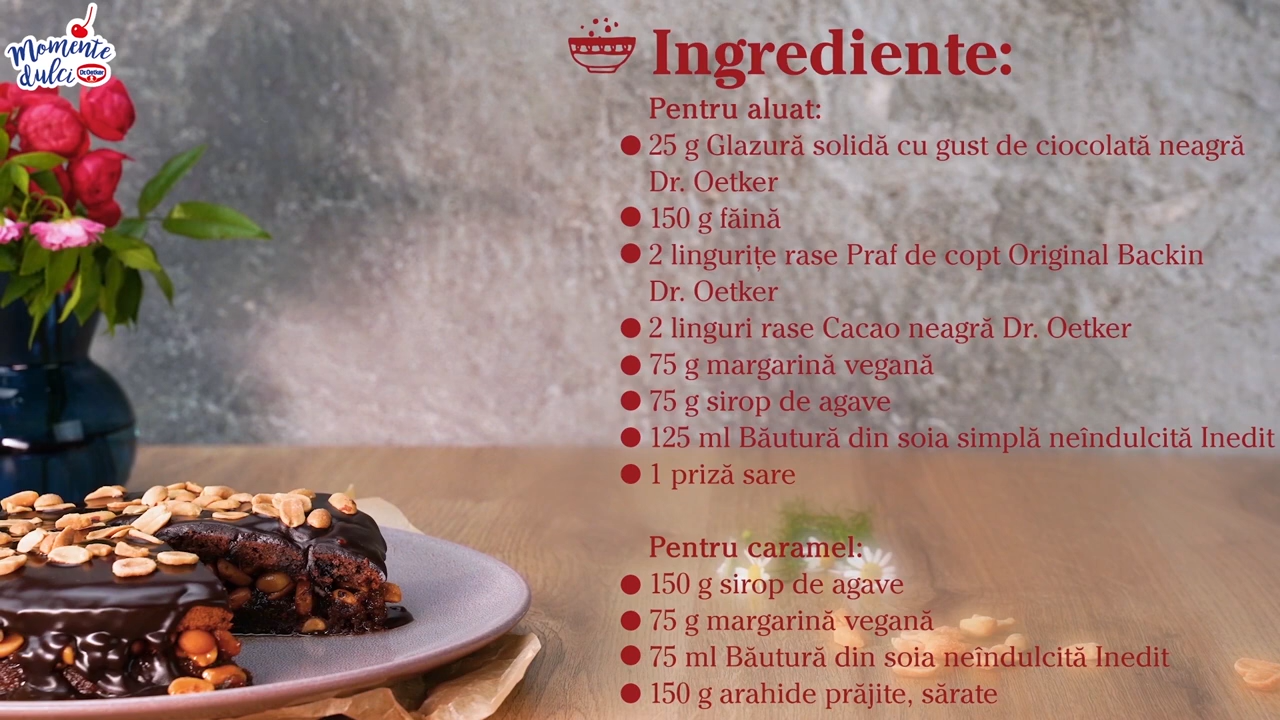 Momente
dulci
Dr. Oetker
Ingrediente:
Pentru aluat:
● 25 g Glazură solidă cu gust de ciocolată neagră
Dr. Oetker
● 150 g făină
● 2 lingurițe rase Praf de copt Original Backin
Dr. Oetker
● 2 linguri rase Cacao neagră Dr. Oetker
● 75 g margarină vegană
● 75 g sirop de agave
● 125 ml Băutură din soia simplă neîndulcită Inedit
● 1 priză sare
Pentru caramel:
● 150 g sirop de agave
● 75 g margarină vegană
● 75 ml Băutură din soia neîndulcită Inedit
● 150 g arahide prăjite, sărate